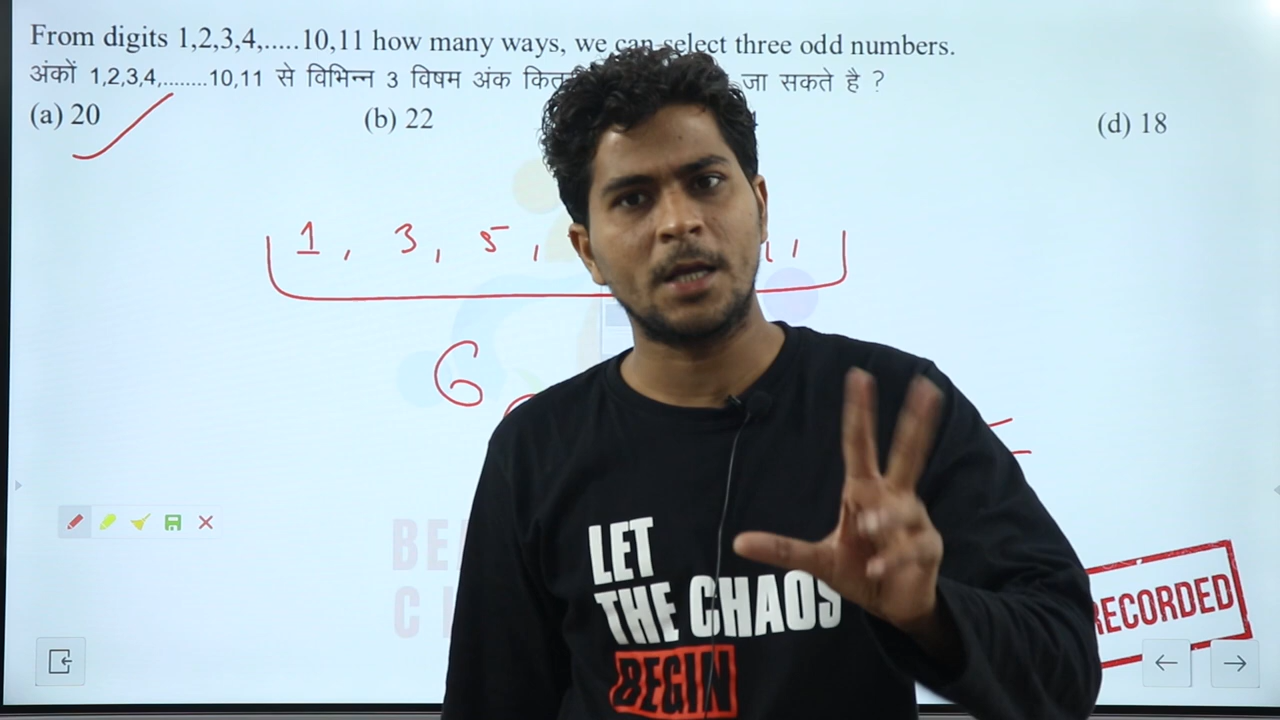 From digits 1,2,3,4,.....10,11 how many ways, we can select three odd numbers.
अंकों 1,2,3,4,........10,11 से विभिन्न 3 विषम अंक जा सकते है ?
(a) 20 (b) 22 (d) 18
1, 3, 5,
6
LET
THE CHAOS
BEGIN
RECORDED